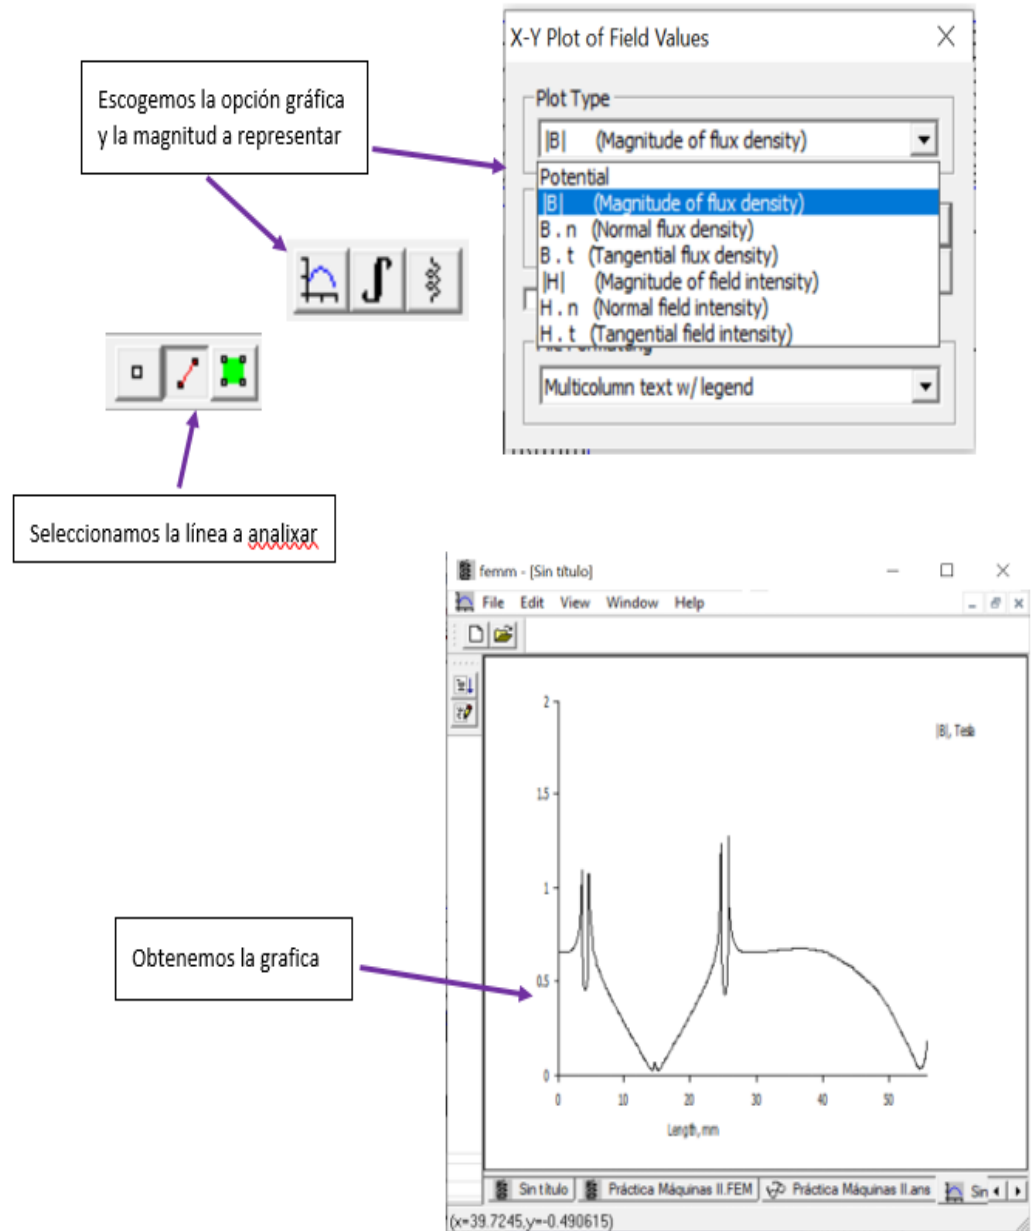 X-Y Plot of Field Values
Escogemos la opción gráfica
y la magnitud a representar
Plot Type
|B| (Magnitude of flux density)
Potential
|B| (Magnitude of flux density)
B . n (Normal flux density)
B . t (Tangential flux density)
|H| (Magnitude of field intensity)
H . n (Normal field intensity)
H . t (Tangential field intensity)
Multicolumn text w/ legend
Seleccionamos la línea a analixar
femm - [Sin título]
File Edit View Window Help
2
|B|, Tesla
1.5
1
Obtenemos la grafica
0.5
0
0 10 20 30 40 50
Length, mm
Sin título Práctica Máquinas II.FEM Práctica Máquinas II.ans Sin
(x=39.7245,y=-0.490615)